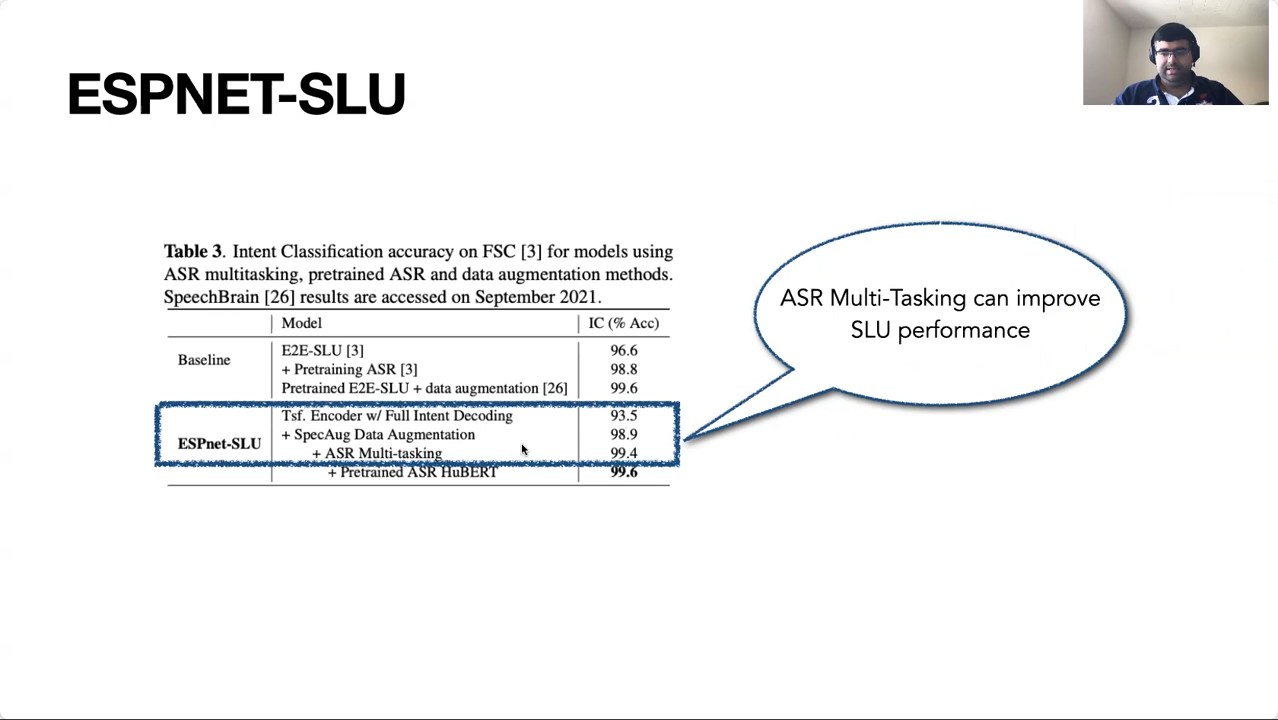 ESPNET-SLU
Table 3. Intent Classification accuracy on FSC [3] for models using
ASR multitasking, pretrained ASR and data augmentation methods.
SpeechBrain [26] results are accessed on September 2021.
Model IC (% Acc)
Baseline
E2E-SLU [3] 96.6
+ Pretraining ASR [3] 98.8
Pretrained E2E-SLU + data augmentation [26] 99.6
ESPnet-SLU
Tsf. Encoder w/ Full Intent Decoding 93.5
+ SpecAug Data Augmentation 98.9
+ ASR Multi-tasking 99.4
+ Pretrained ASR HuBERT 99.6
ASR Multi-Tasking can improve
SLU performance